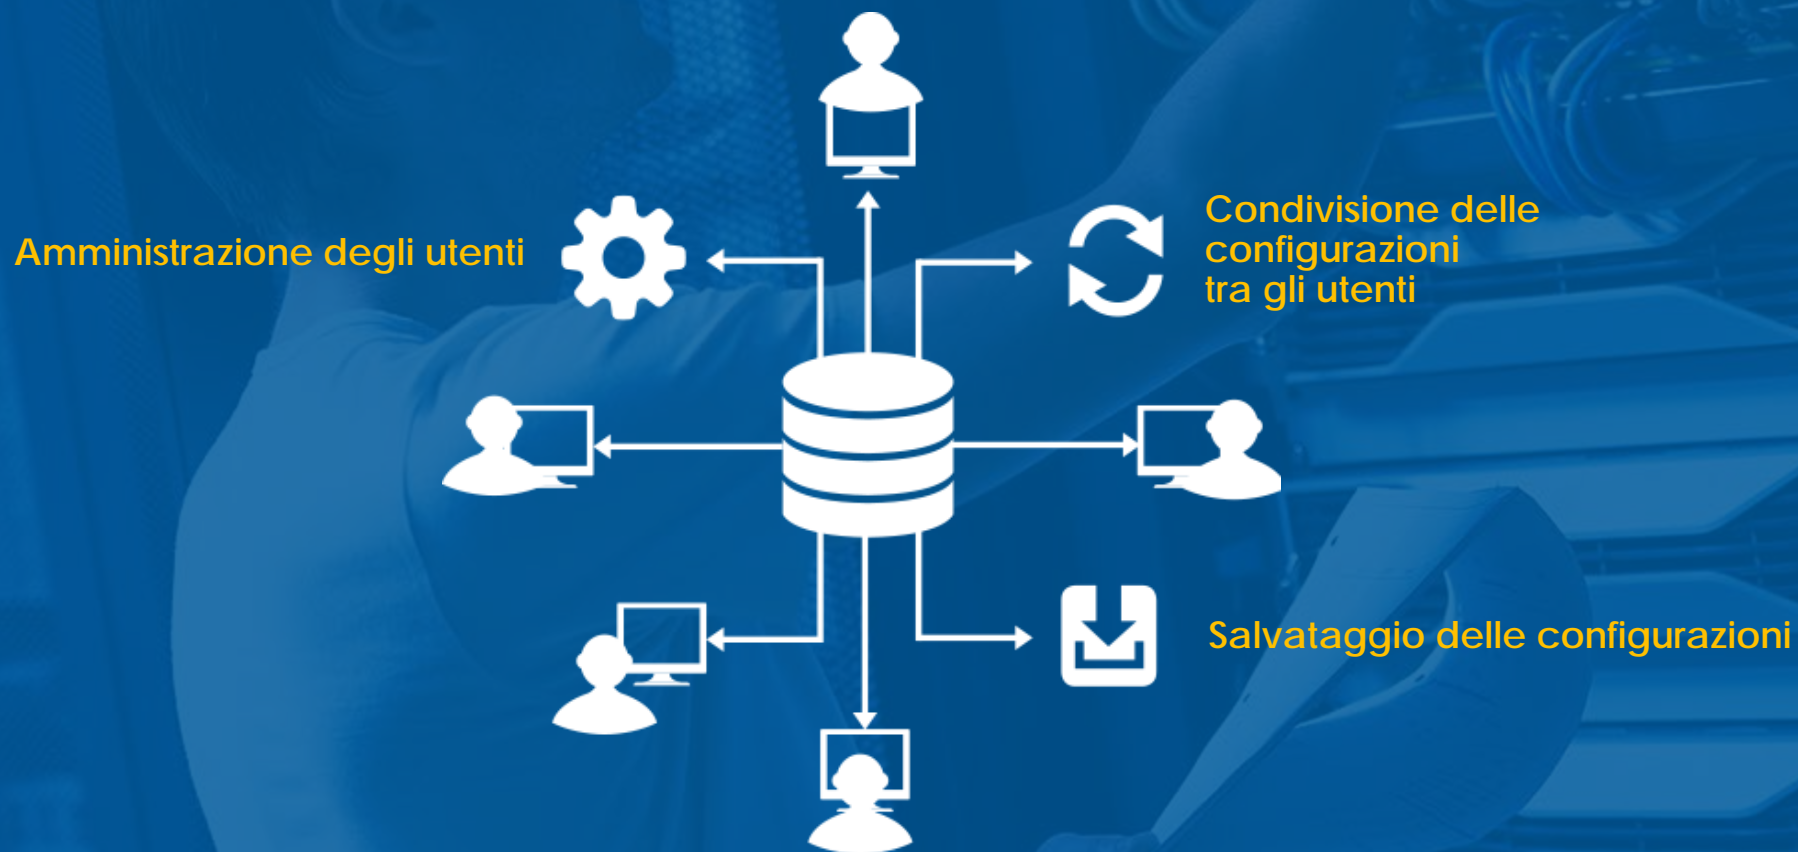 Amministrazione degli utenti
Condivisione delle
configurazioni
tra gli utenti
Salvataggio delle configurazioni